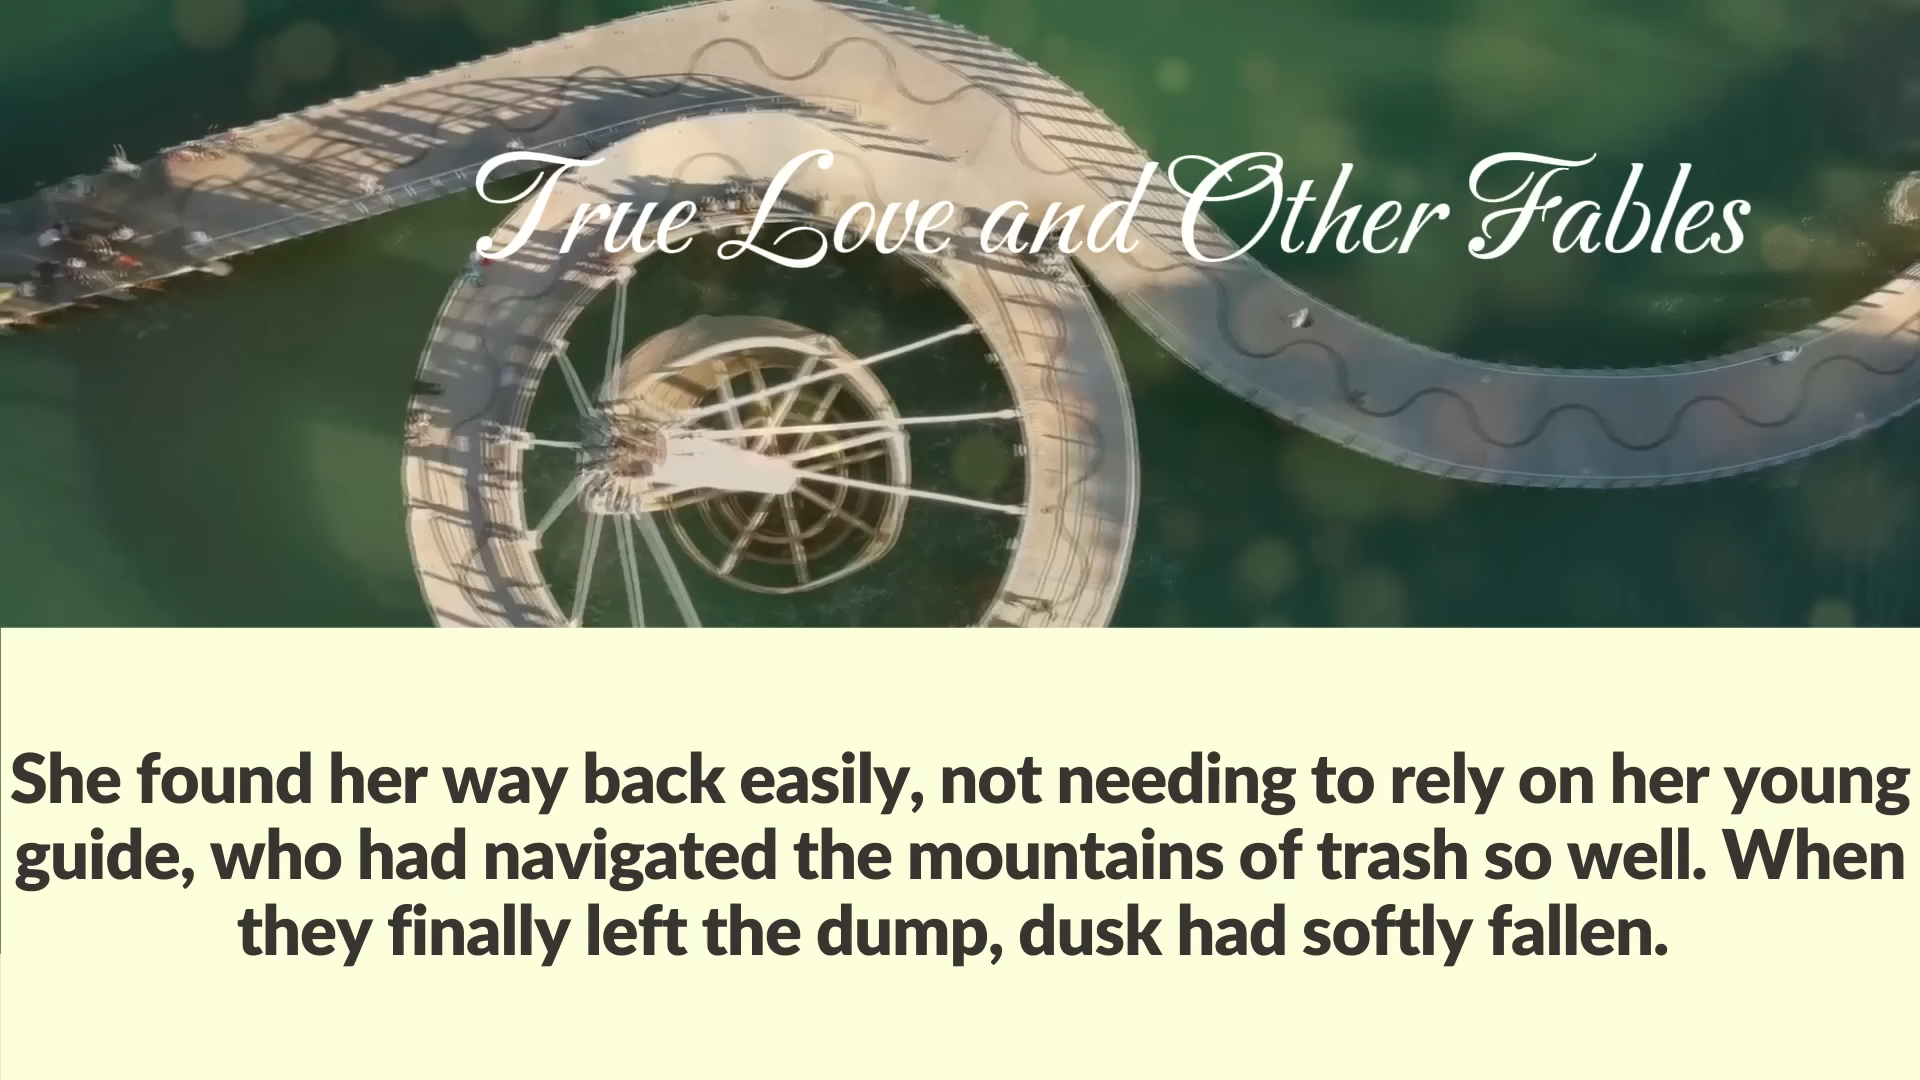 True Love and Other Fables
She found her way back easily, not needing to rely on her young
guide, who had navigated the mountains of trash so well. When
they finally left the dump, dusk had softly fallen.